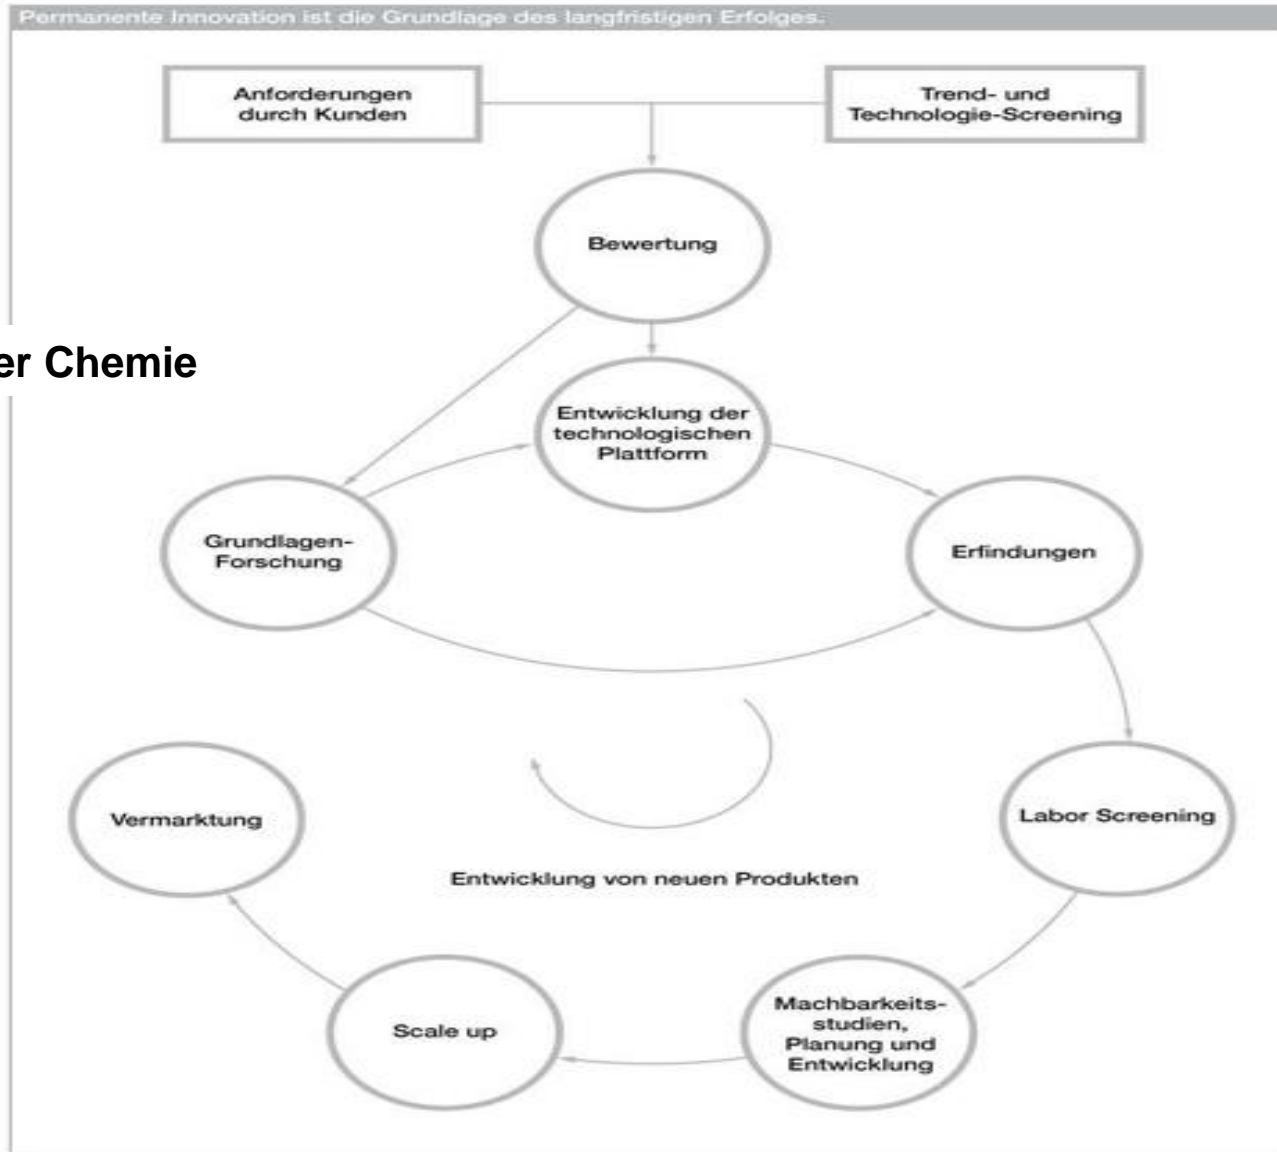 Permanente Innovation ist die Grundlage des langfristigen Erfolges.
Anforderungen
durch Kunden
Trend- und
Technologie-Screening
Bewertung
er Chemie
Entwicklung der
technologischen
Plattform
Grundlagen-
Forschung
Erfindungen
Vermarktung
Labor Screening
Entwicklung von neuen Produkten
Scale up
Machbarkeits-
studien,
Planung und
Entwicklung